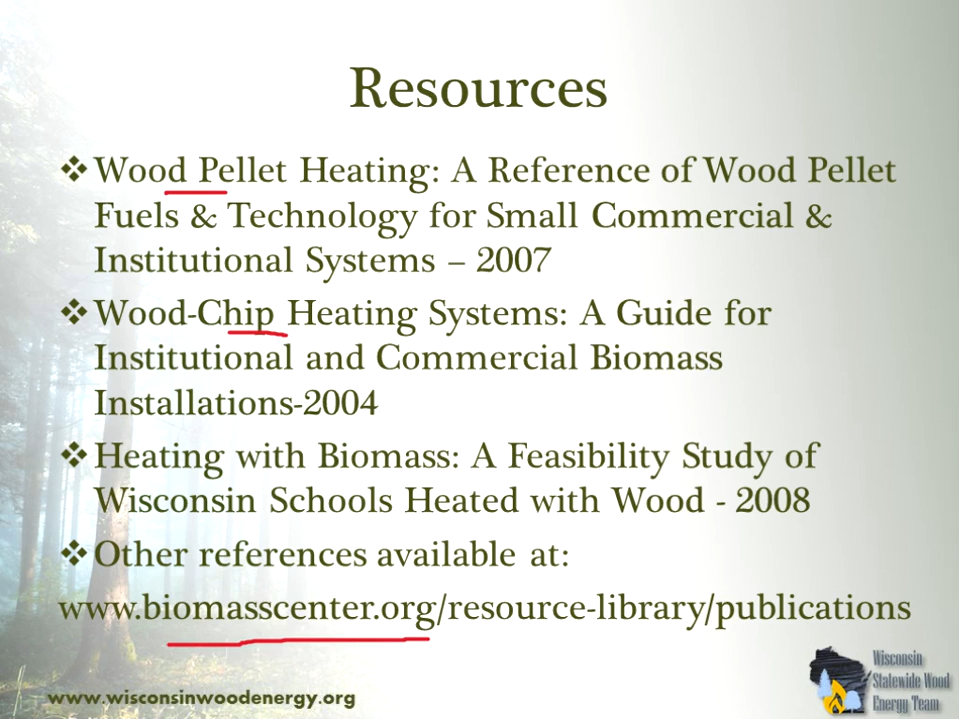 Resources
❖ Wood Pellet Heating: A Reference of Wood Pellet
Fuels & Technology for Small Commercial &
Institutional Systems – 2007
❖ Wood-Chip Heating Systems: A Guide for
Institutional and Commercial Biomass
Installations-2004
❖ Heating with Biomass: A Feasibility Study of
Wisconsin Schools Heated with Wood - 2008
❖ Other references available at:
www.biomasscenter.org/resource-library/publications
www.wisconsinwoodenergy.org
Wisconsin
Statewide Wood
Energy Team